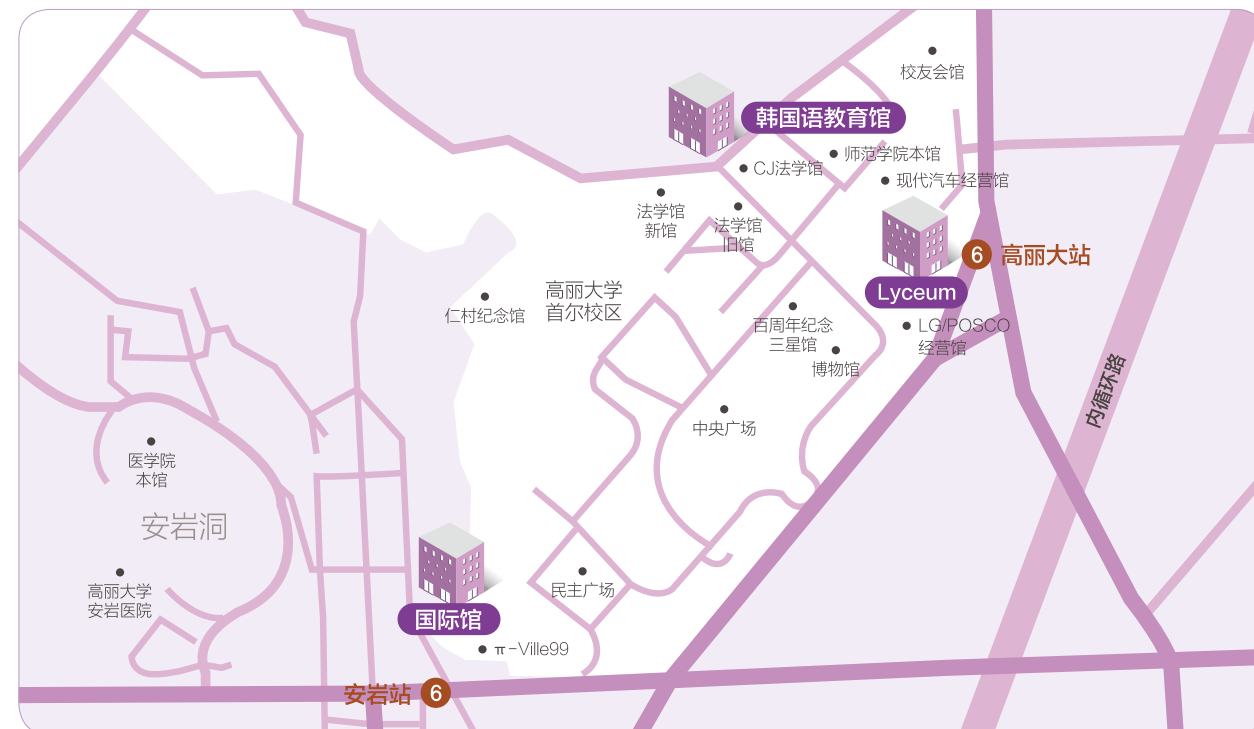 校友会馆
韩国语教育馆
师范学院本馆
CJ法学馆
现代汽车经营馆
法学馆
新馆
法学馆
旧馆
6 高丽大站
高丽大学
首尔校区
Lyceum
仁村纪念馆
百周年纪念
三星馆
LG/POSCO
经营馆
博物馆
内循环路
中央广场
医学院
本馆
安岩洞
高丽大学
安岩医院
民主广场
国际馆
π-Ville99
安岩站 6